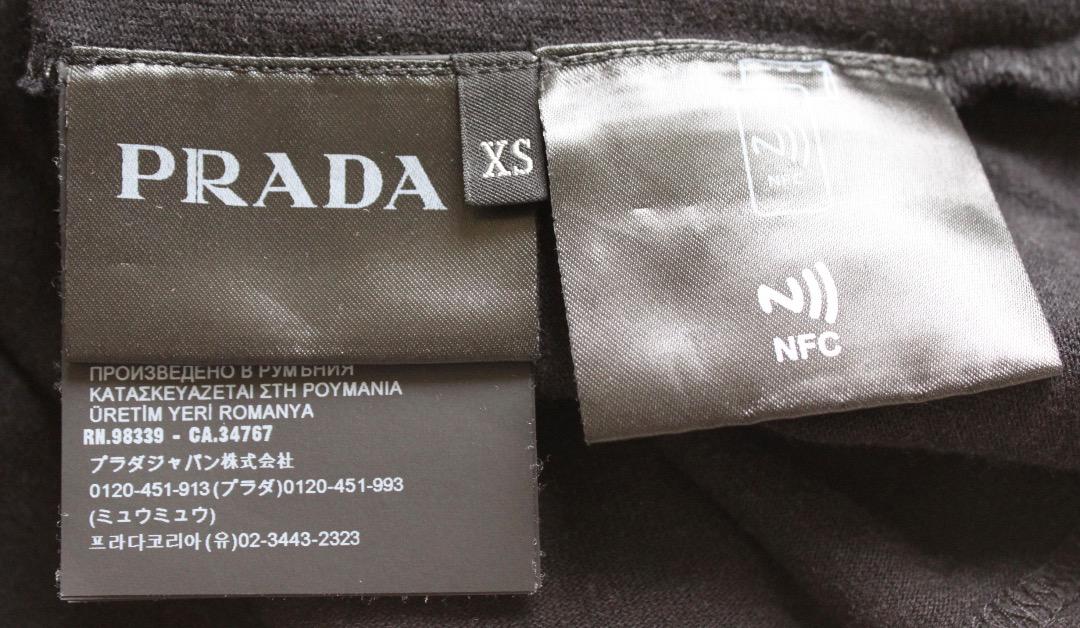 PRADA
XS
NFC
NFC
ПРОИЗВЕДЕНО В РУМЪНИЯ
ΚΑΤΑΣΚΕΥΑΖΕΤΑΙ ΣΤΗ ΡΟΥΜΑΝΙΑ
ÜRETİM YERİ ROMANYA
RN.98339 - CA.34767
プラダジャパン株式会社
0120-451-913(プラダ)0120-451-993
(ミュウミュウ)
프라다코리아(유)02-3443-2323